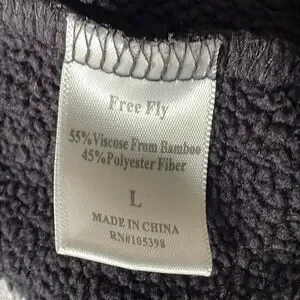 Free Fly
55% Viscose From Bamboo
45% Polyester Fiber
L
MADE IN CHINA
RN#105398